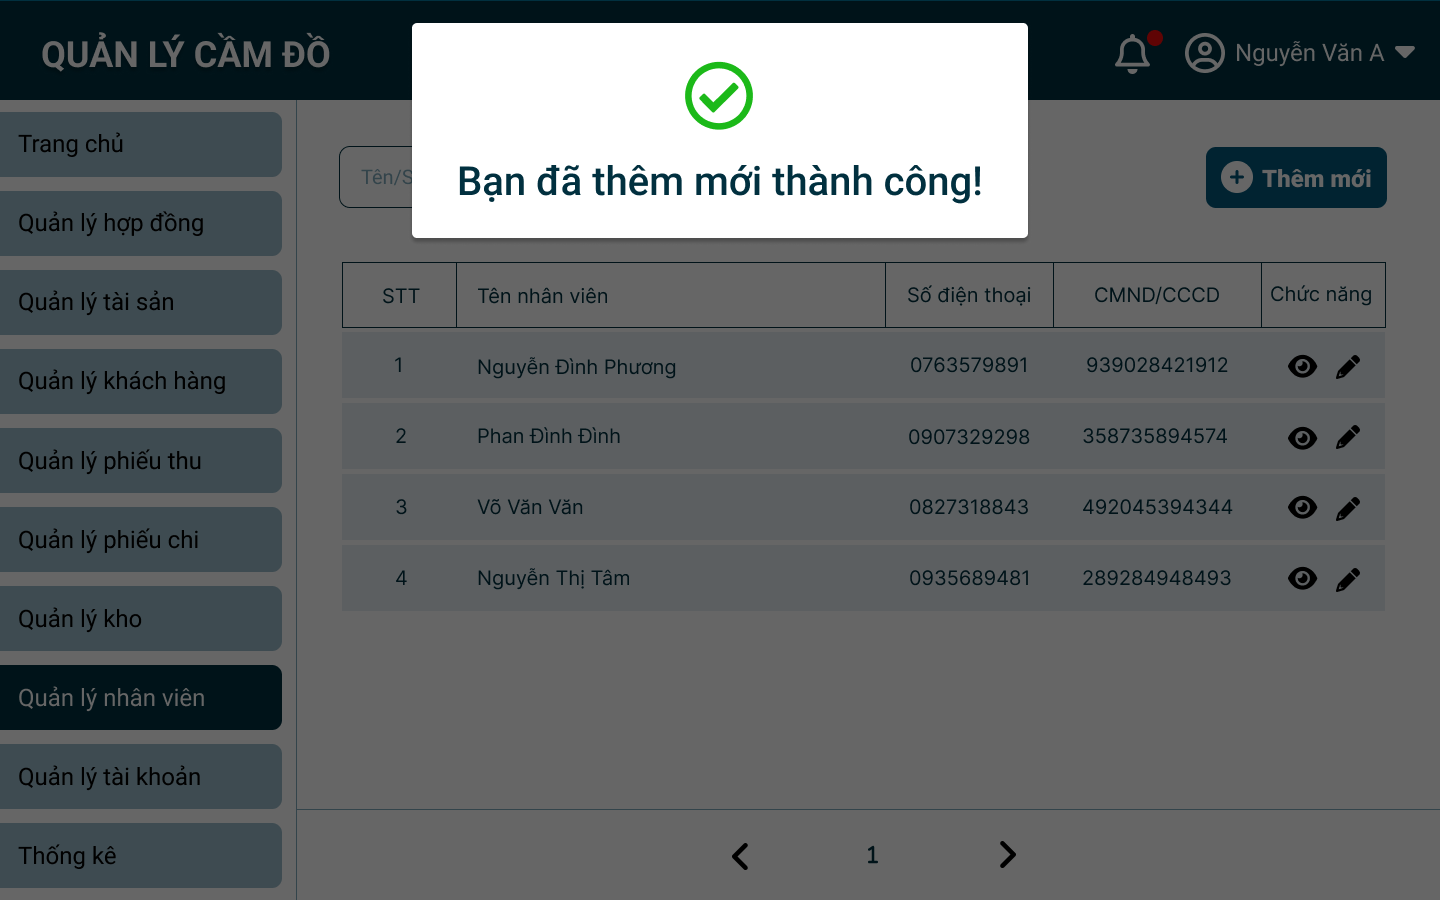 QUẢN LÝ CẦM ĐỒ
Nguyễn Văn A
Bạn đã thêm mới thành công!
Trang chủ
Quản lý hợp đồng
Quản lý tài sản
Quản lý khách hàng
Quản lý phiếu thu
Quản lý phiếu chi
Quản lý kho
Quản lý nhân viên
Quản lý tài khoản
Thống kê
Tên/S
Thêm mới
STT Tên nhân viên Số điện thoại CMND/CCCD Chức năng
1 Nguyễn Đình Phương 0763579891 939028421912
2 Phan Đình Đình 0907329298 358735894574
3 Võ Văn Văn 0827318843 492045394344
4 Nguyễn Thị Tâm 0935689481 289284948493
1